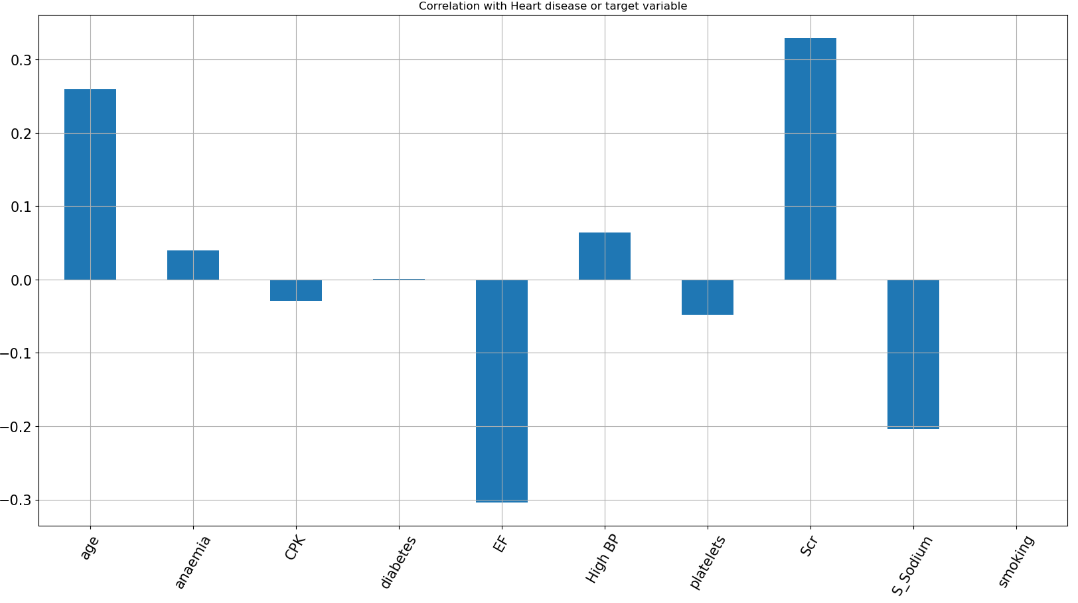 Correlation with Heart disease or target variable
0.3
0.2
0.1
0.0
−0.1
−0.2
−0.3
age
anaemia
CPK
diabetes
EF
High BP
platelets
Scr
S_Sodium
smoking